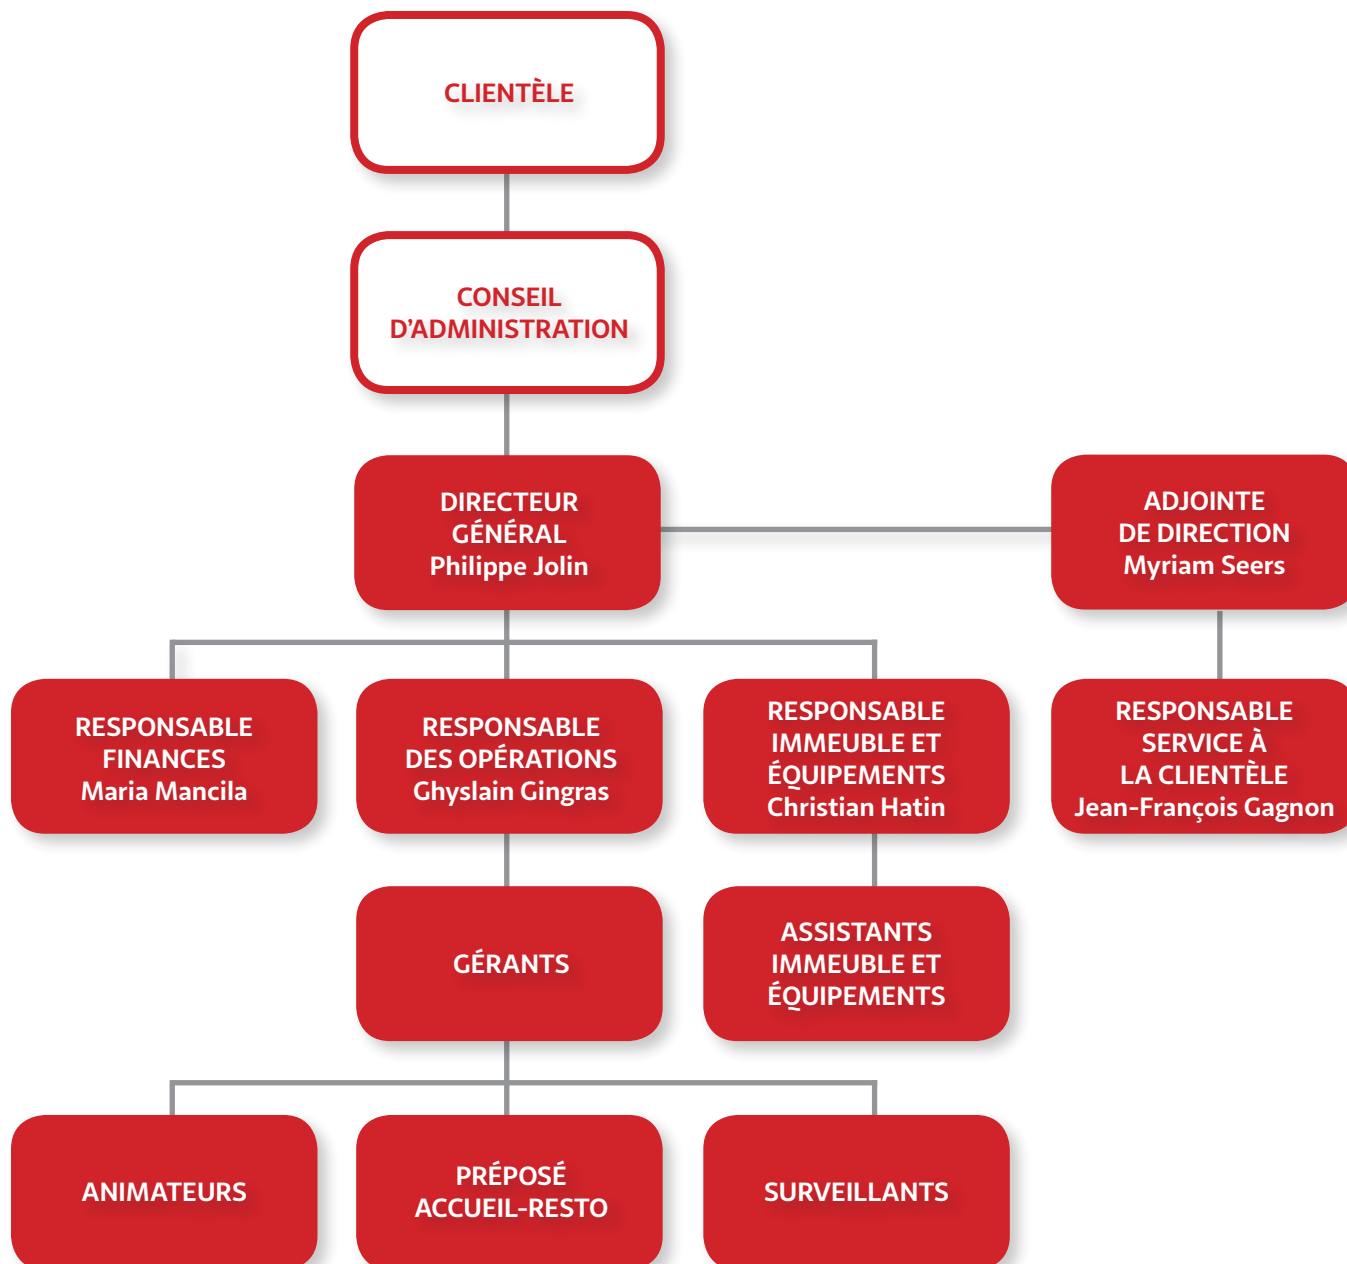 CLIENTÈLE
CONSEIL
D’ADMINISTRATION
DIRECTEUR
GÉNÉRAL
Philippe Jolin
ADJOINTE
DE DIRECTION
Myriam Seers
RESPONSABLE
FINANCES
Maria Mancila
RESPONSABLE
DES OPÉRATIONS
Ghyslain Gingras
RESPONSABLE
IMMEUBLE ET
ÉQUIPEMENTS
Christian Hatin
RESPONSABLE
SERVICE À
LA CLIENTÈLE
Jean-François Gagnon
GÉRANTS
ASSISTANTS
IMMEUBLE ET
ÉQUIPEMENTS
ANIMATEURS
PRÉPOSÉ
ACCUEIL-RESTO
SURVEILLANTS